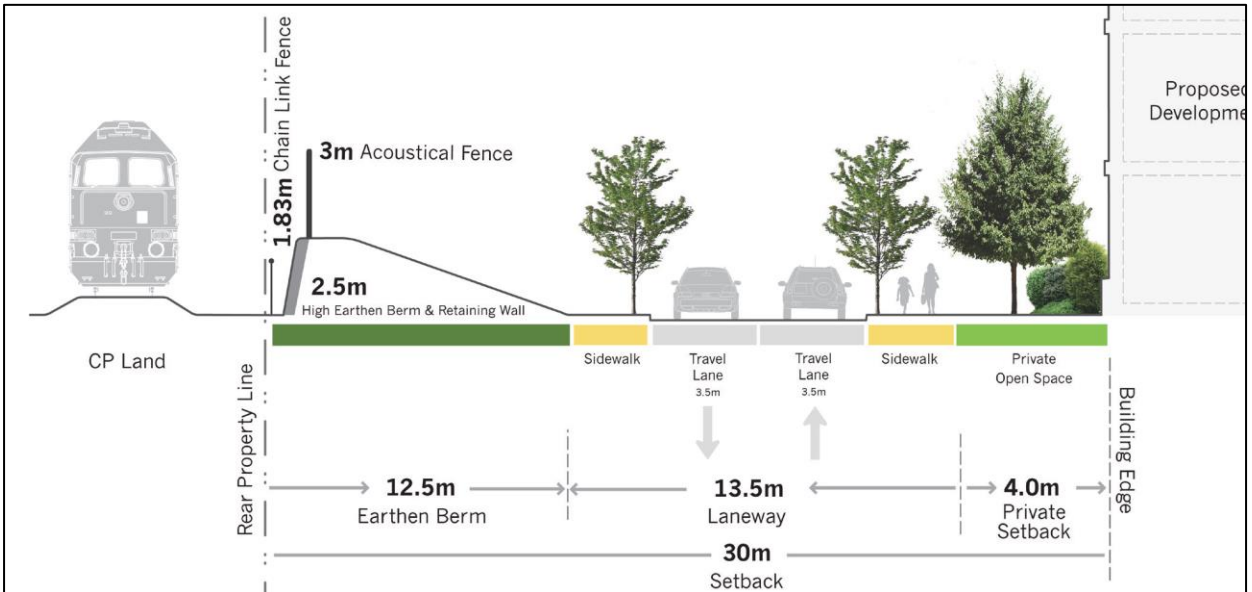 1.83m Chain Link Fence
3m Acoustical Fence
Proposed
Developme
2.5m
High Earthen Berm & Retaining Wall
CP Land
Sidewalk
Travel
Lane
3.5m
Travel
Lane
3.5m
Sidewalk
Private
Open Space
Rear Property Line
Building Edge
12.5m
Earthen Berm
13.5m
Laneway
4.0m
Private
Setback
30m
Setback